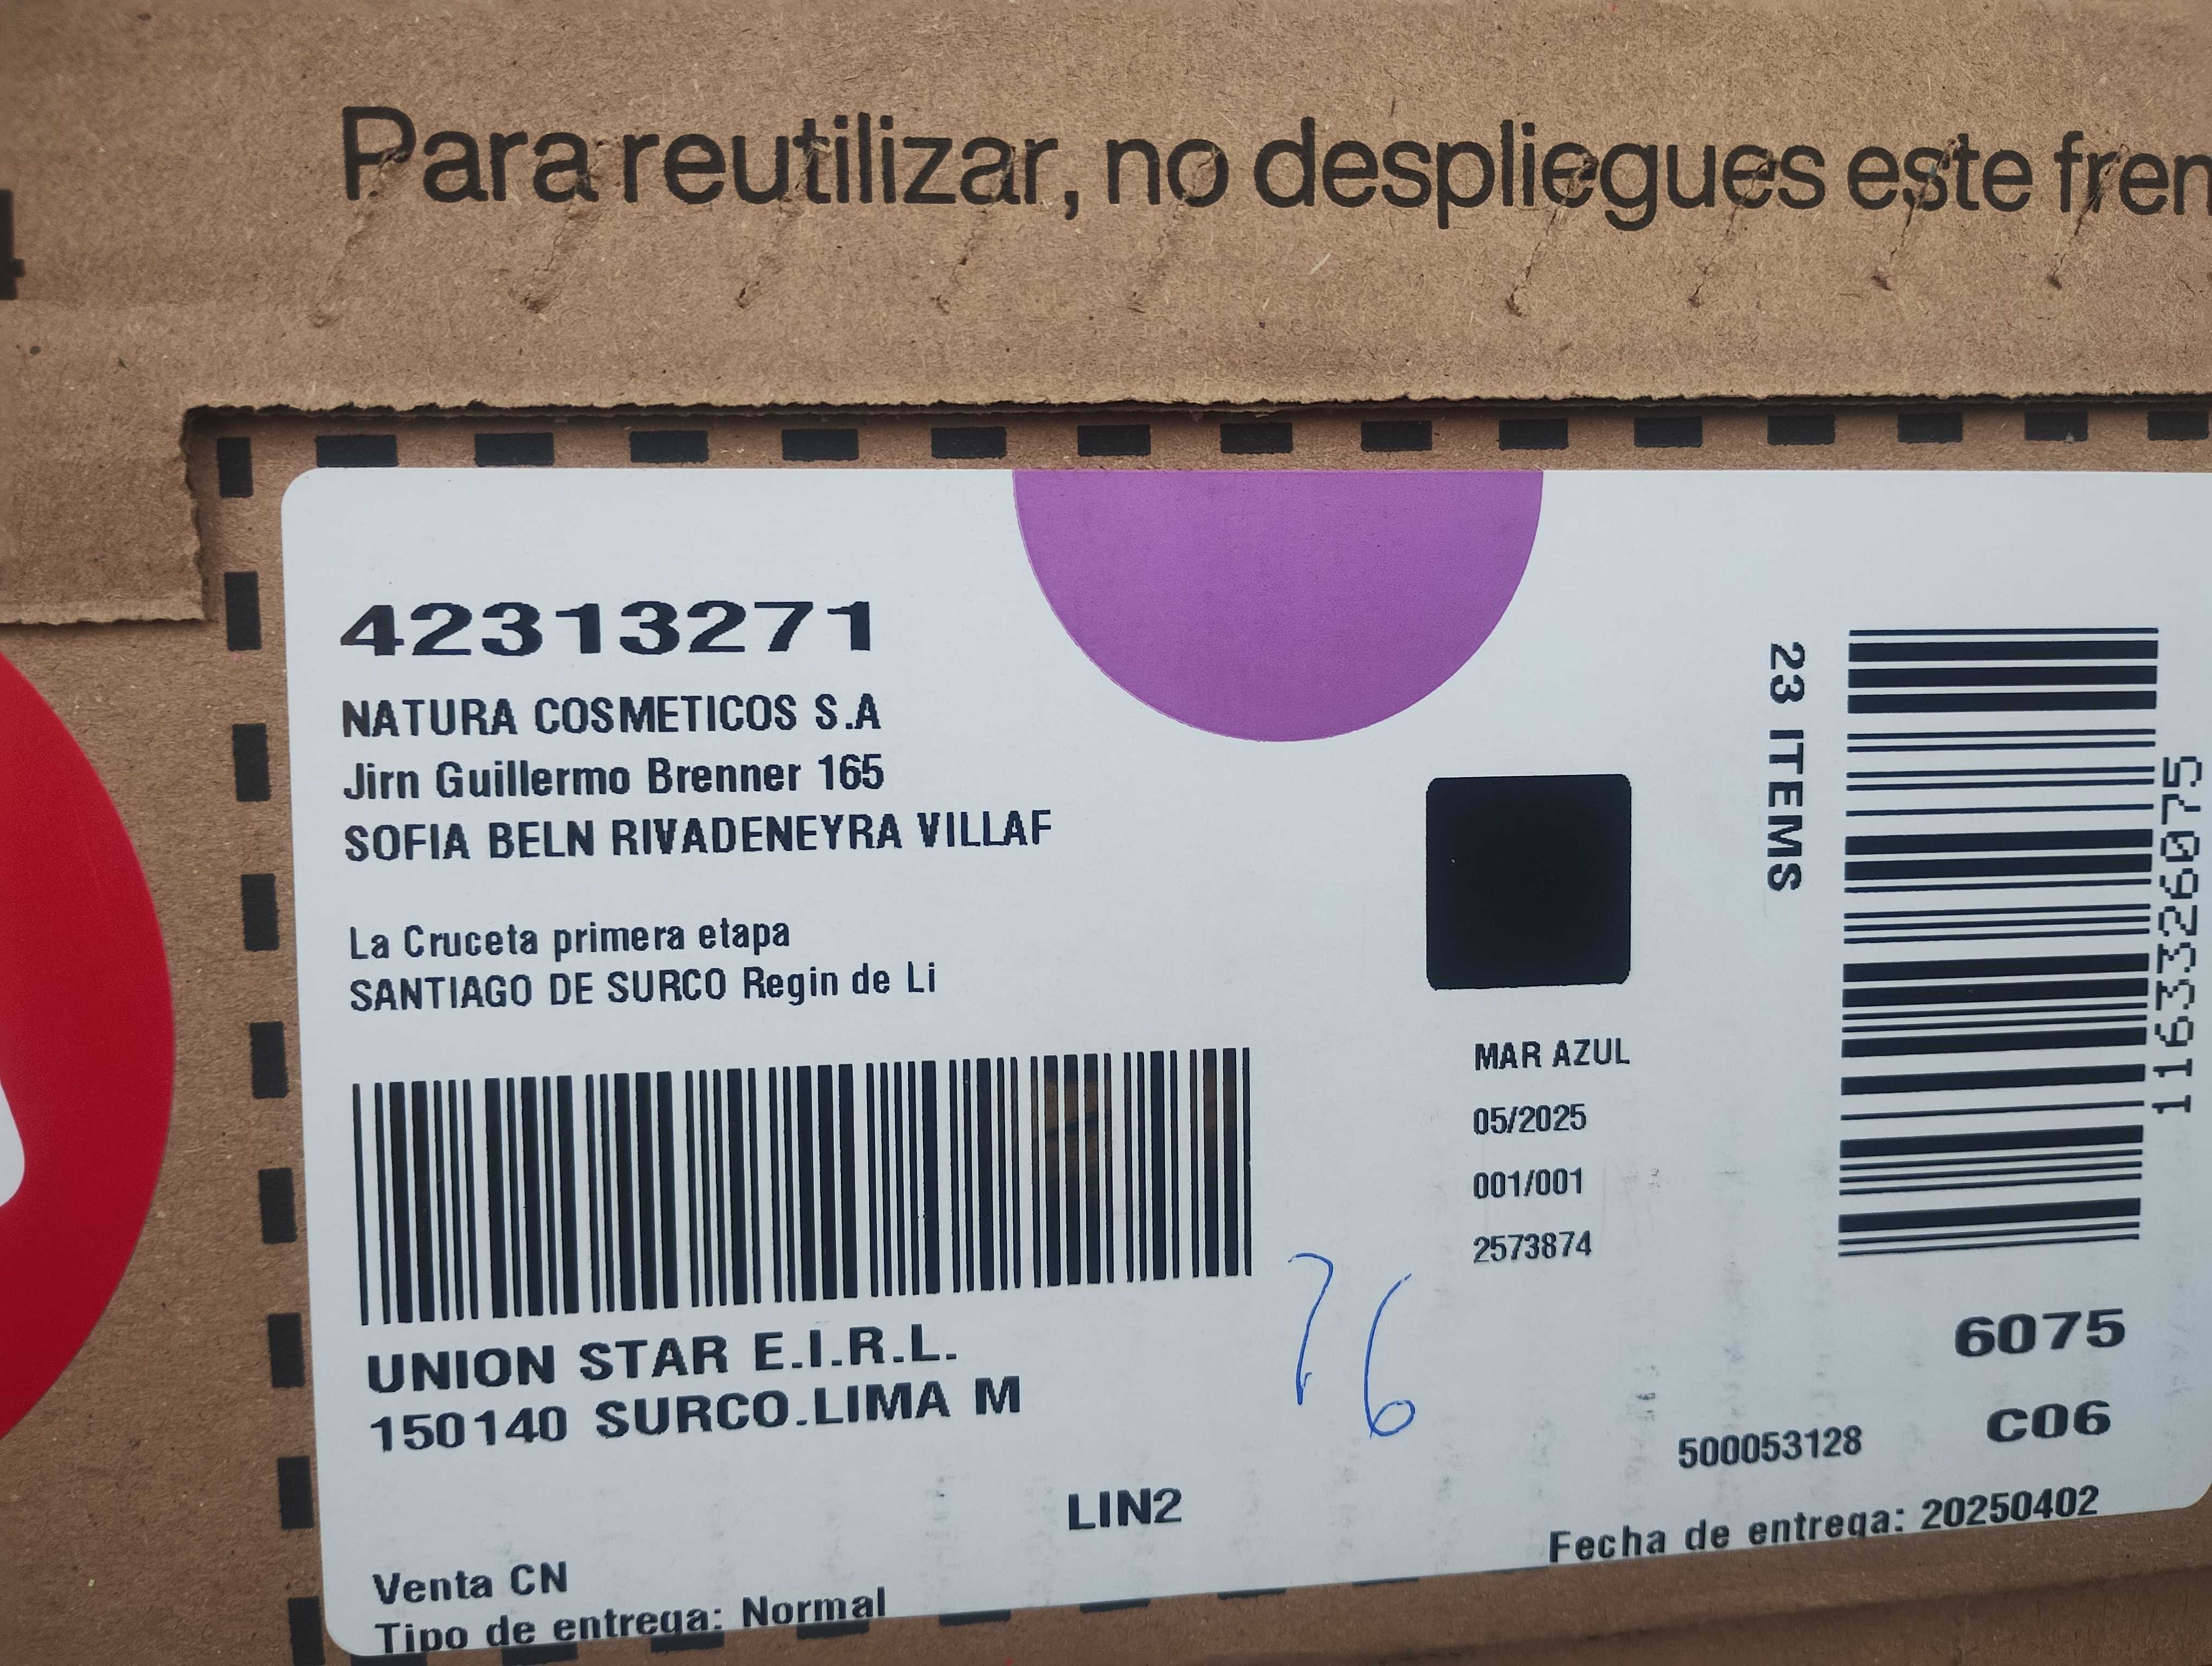 Para reutilizar, no despliegues este fren
42313271
NATURA COSMETICOS S.A
Jirn Guillermo Brenner 165
SOFIA BELN RIVADENEYRA VILLAF
La Cruceta primera etapa
SANTIAGO DE SURCO Regin de Li
UNION STAR E.I.R.L.
150140 SURCO.LIMA M
LIN2
Venta CN
Tipo de entrega: Normal
MAR AZUL
05/2025
001/001
2573874
76
23 ITEMS
1163326075
6075
C06
500053128
Fecha de entrega: 20250402